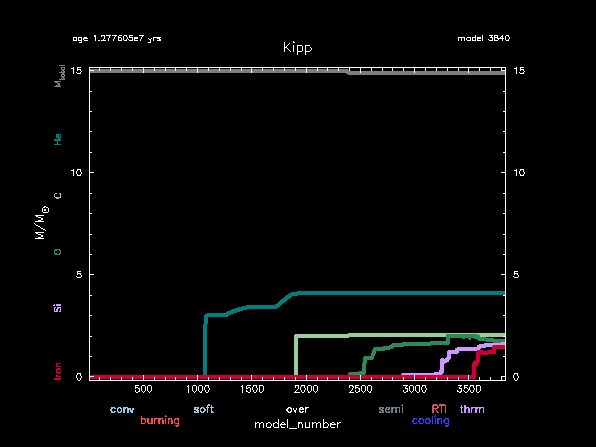 age 1.277605e7 yrs
model 3840
Kipp
M_total
He
C
O
Si
Iron
M/M☉
15
10
5
0
15
10
5
0
500
1000
1500
2000
2500
3000
3500
conv
soft
over
semi
RTI
thrm
burning
cooling
model_number